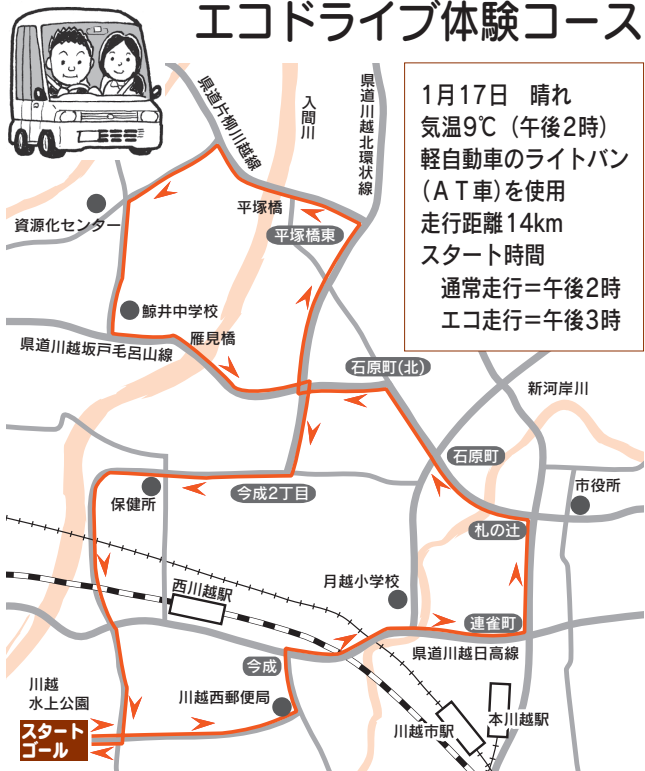 エコドライブ体験コース
1月17日　晴れ
気温9℃（午後2時）
軽自動車のライトバン
（ＡＴ車）を使用
走行距離14km
スタート時間
通常走行＝午後2時
エコ走行＝午後3時
県道片柳川越線
入間川
県道川越北環状線
資源化センター
平塚橋
平塚橋東
鯨井中学校
雁見橋
県道川越坂戸毛呂山線
石原町(北)
新河岸川
石原町
市役所
保健所
今成2丁目
札の辻
西川越駅
月越小学校
連雀町
県道川越日高線
今成
川越
水上公園
川越西郵便局
川越市駅
本川越駅
スタート
ゴール